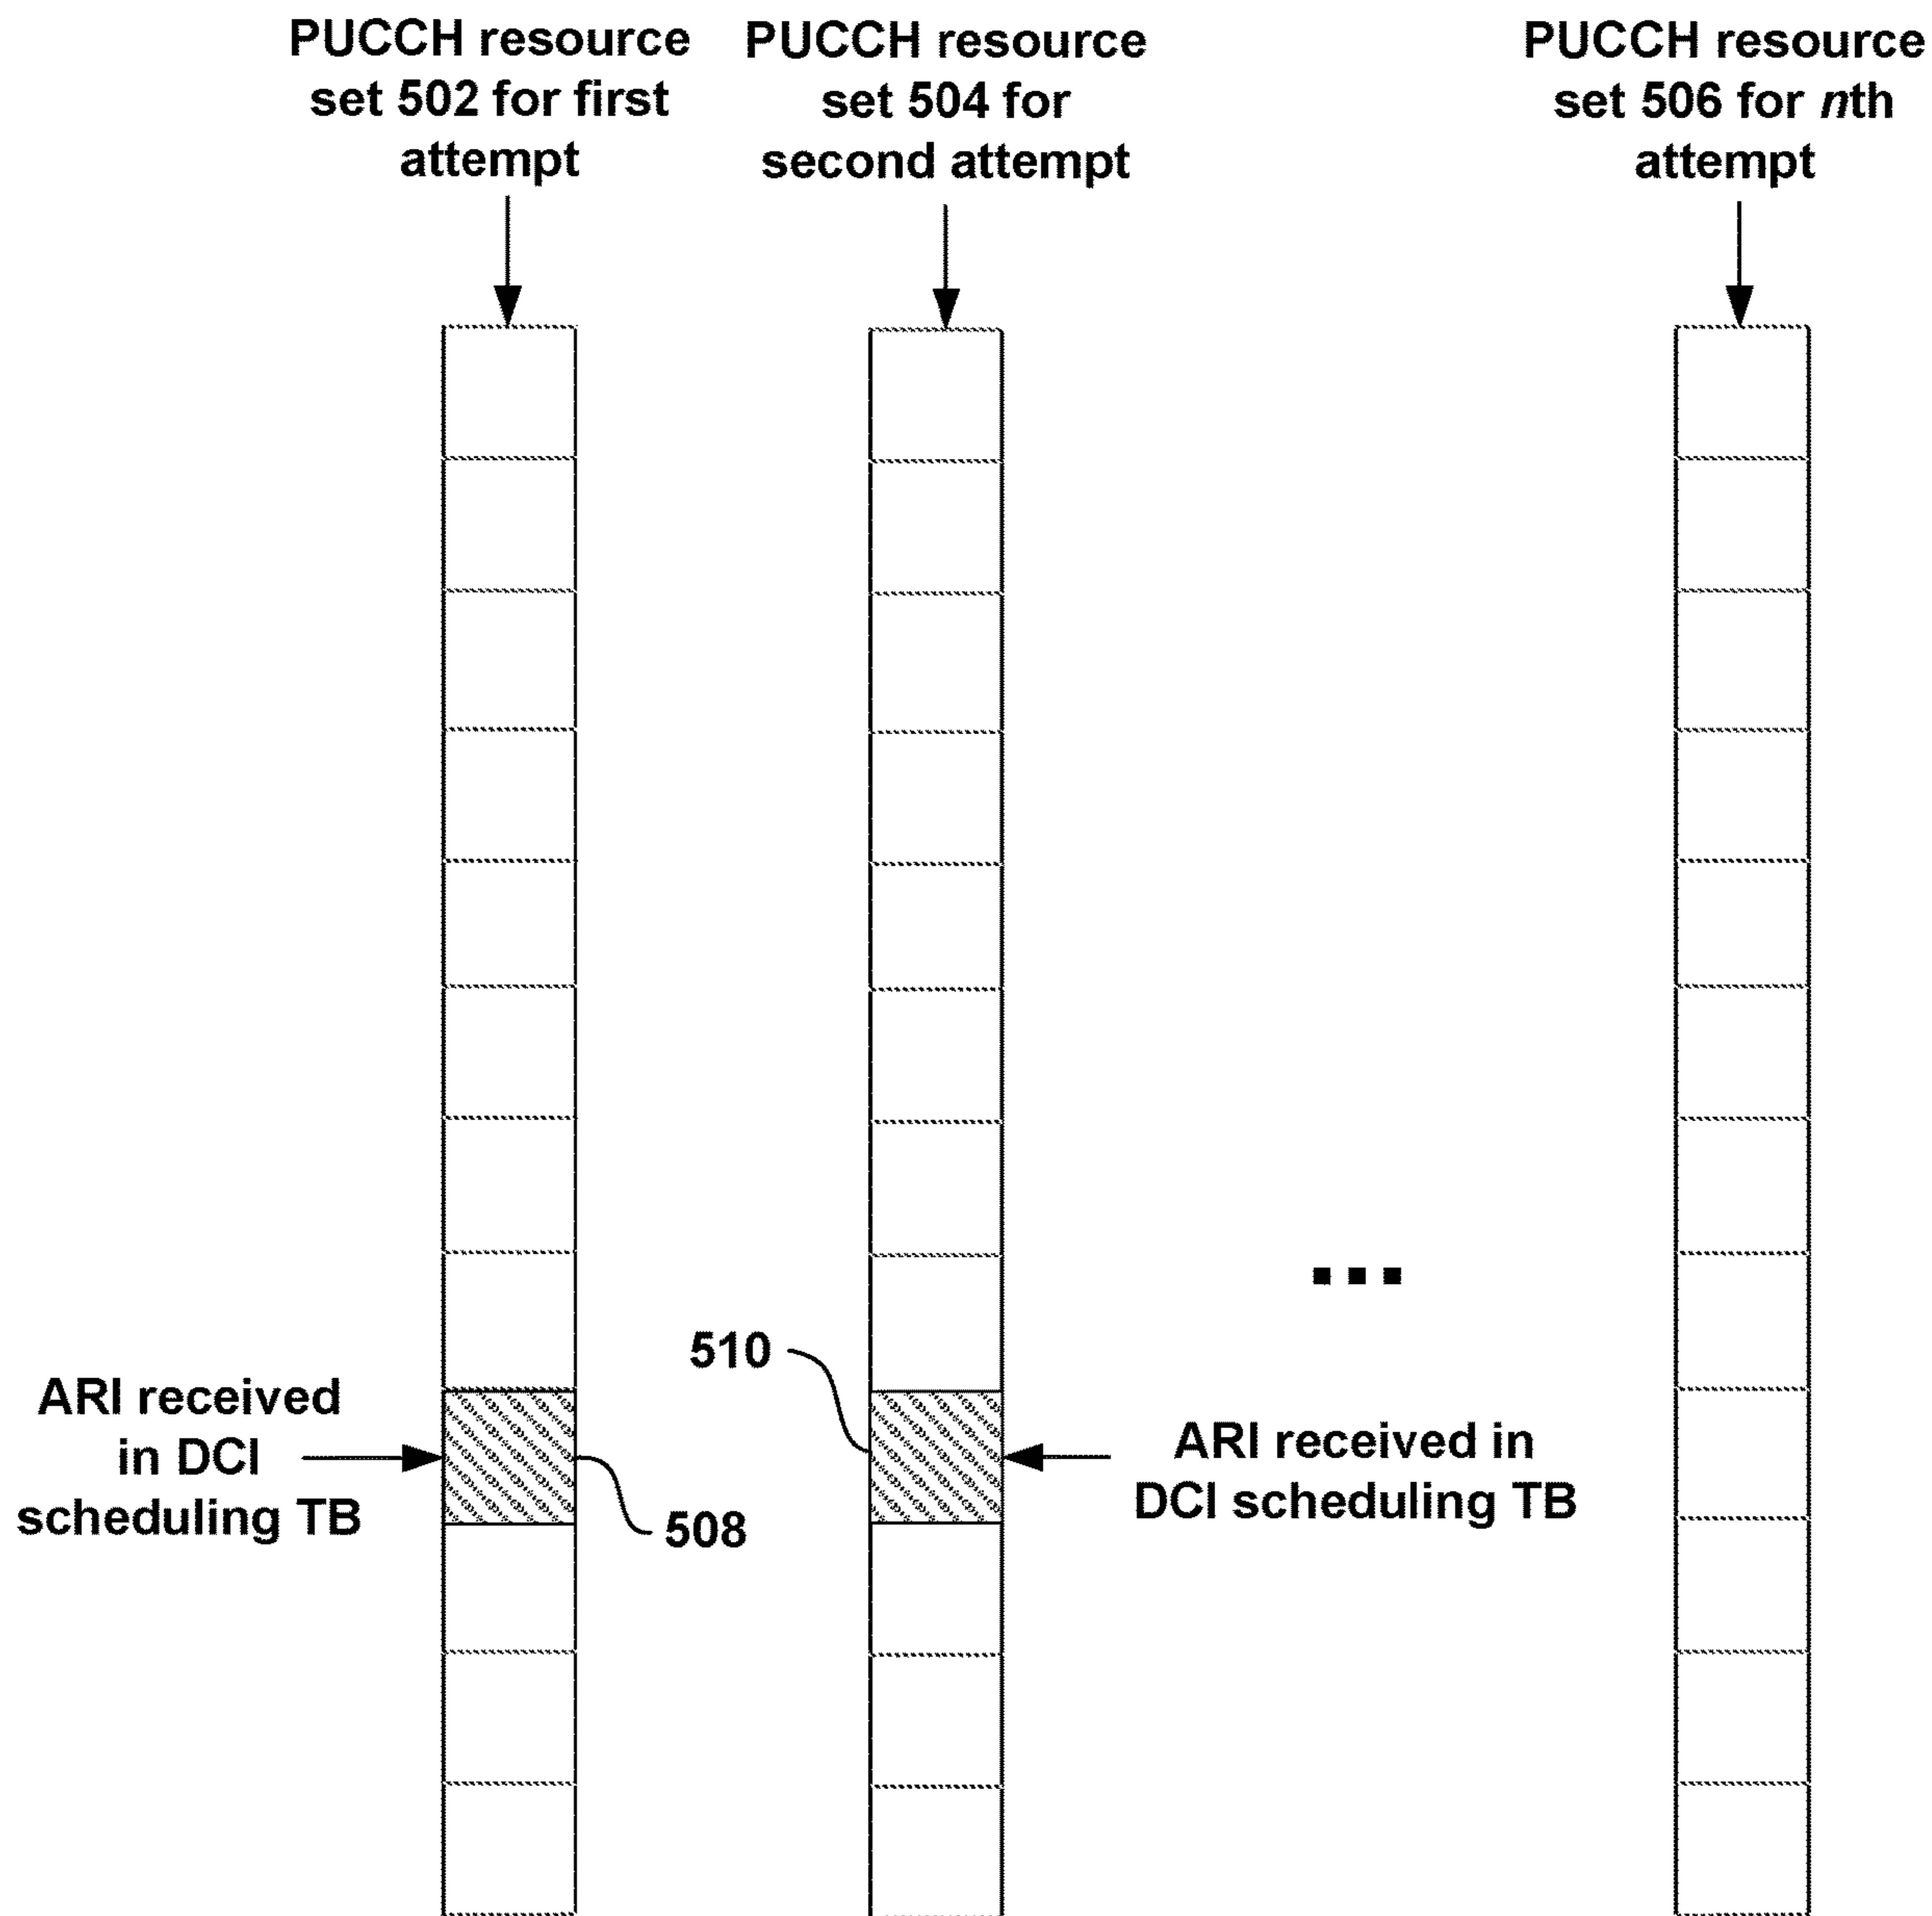 PUCCH resource
set 502 for first
attempt
PUCCH resource
set 504 for
second attempt
PUCCH resource
set 506 for nth
attempt
510
ARI received
in DCI
scheduling TB
508
ARI received in
DCI scheduling TB